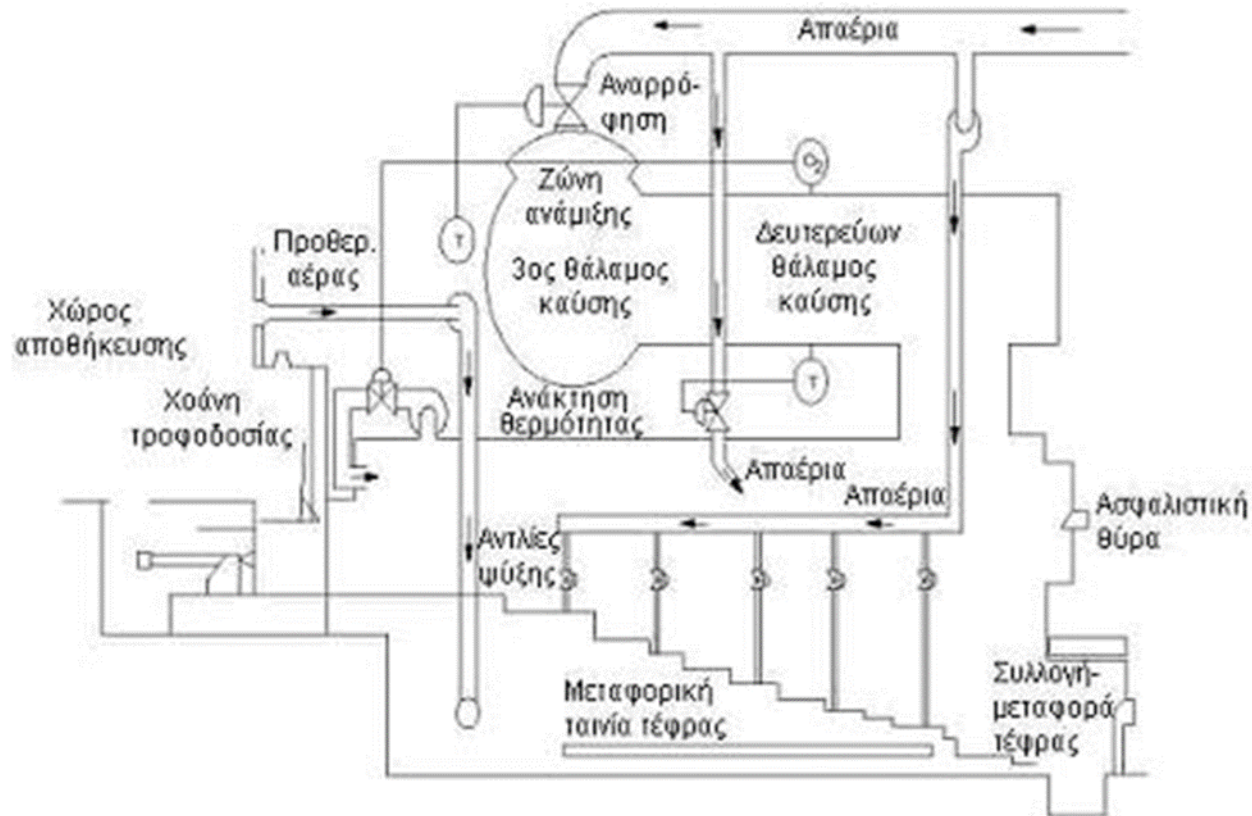 Απαέρια
Αναρρό-
φηση
O2
Ζώνη
ανάμιξης
T
Προθερ.
αέρας
3ος θάλαμος
καύσης
Δευτερεύων
θάλαμος
καύσης
Χώρος
αποθήκευσης
T
Χοάνη
τροφοδοσίας
Ανάκτηση
θερμότητας
Απαέρια
Απαέρια
Ασφαλιστική
θύρα
Αντλίες
ψύξης
Μεταφορική
ταινία τέφρας
Συλλογή-
μεταφορά
τέφρας